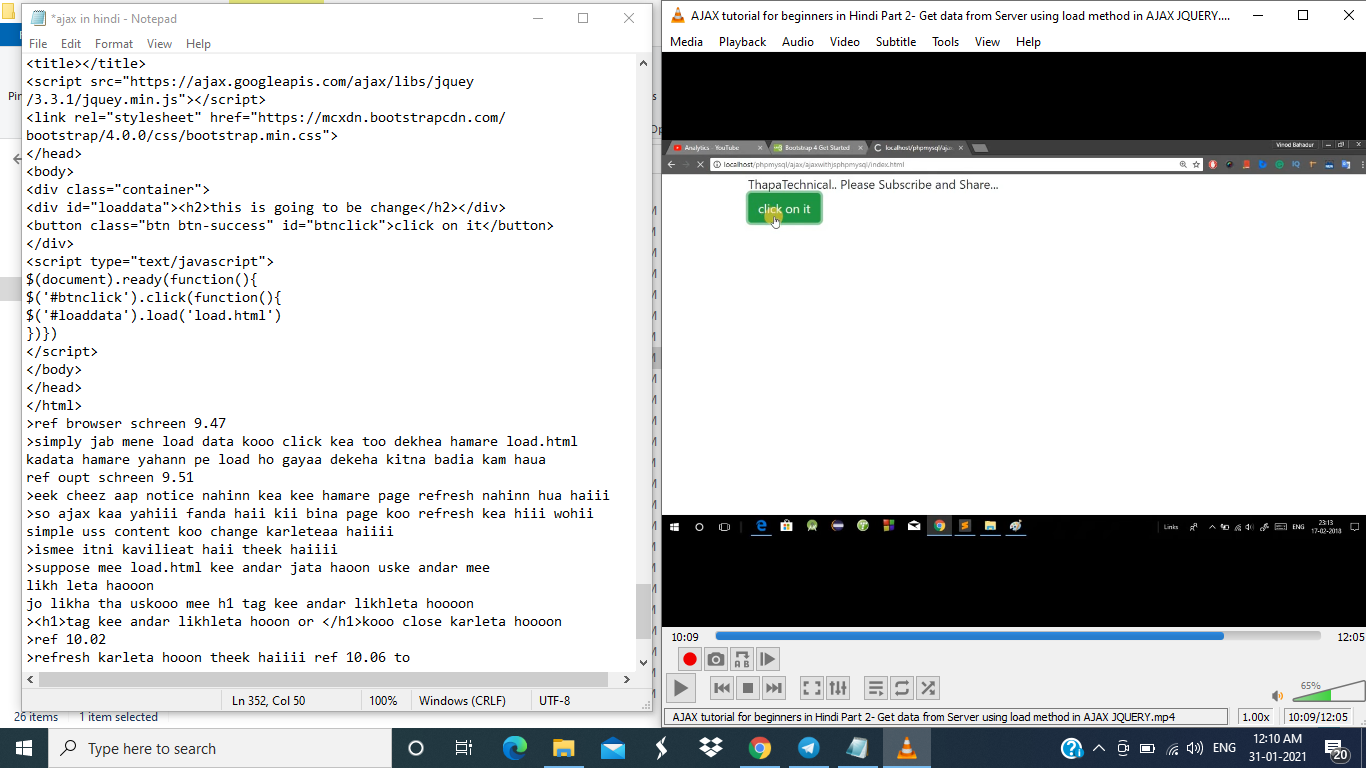 *ajax in hindi - Notepad
File Edit Format View Help
<title></title>
<script src="https://ajax.googleapis.com/ajax/libs/jquey
/3.3.1/jquey.min.js"></script>
<link rel="stylesheet" href="https://mcxdn.bootstrapcdn.com/
bootstrap/4.0.0/css/bootstrap.min.css">
</head>
<body>
<div class="container">
<div id="loaddata"><h2>this is going to be change</h2></div>
<button class="btn btn-success" id="btnclick">click on it</button>
</div>
<script type="text/javascript">
$(document).ready(function(){
$('#btnclick').click(function(){
$('#loaddata').load('load.html')
})})
</script>
</body>
</head>
</html>
>ref browser schreen 9.47
>simply jab mene load data kooo click kea too dekhea hamare load.html
kadata hamare yahann pe load ho gayaa dekeha kitna badia kam haua
ref oupt schreen 9.51
>eek cheez aap notice nahinn kea kee hamare page refresh nahinn hua haiii
>so ajax kaa yahiii fanda haii kii bina page koo refresh kea hiii wohii
simple uss content koo change karleteaa haiiii
>ismee itni kavilieat haii theek haiiii
>suppose mee load.html kee andar jata haoon uske andar mee
likh leta haooon
jo likha tha uskooo mee h1 tag kee andar likhleta hoooon
><h1>tag kee andar likhleta hooon or </h1>kooo close karleta hoooon
>ref 10.02
>refresh karleta hooon theek haiiii ref 10.06 to
Ln 352, Col 50 100% Windows (CRLF) UTF-8
26 items 1 item selected
AJAX tutorial for beginners in Hindi Part 2- Get data from Server using load method in AJAX JQUERY....
Media Playback Audio Video Subtitle Tools View Help
Analytics - YouTube Bootstrap 4 Get Started localhost/phpmysql/ajax Vinod Bahadur
localhost/phpmysql/ajax/ajaxwithjsphpmysql/index.html
ThapaTechnical.. Please Subscribe and Share...
click on it
Links ENG 23:13
17-02-2018
10:09 12:05
65%
AJAX tutorial for beginners in Hindi Part 2- Get data from Server using load method in AJAX JQUERY.mp4 1.00x 10:09/12:05
Type here to search
ENG 12:10 AM
31-01-2021
20